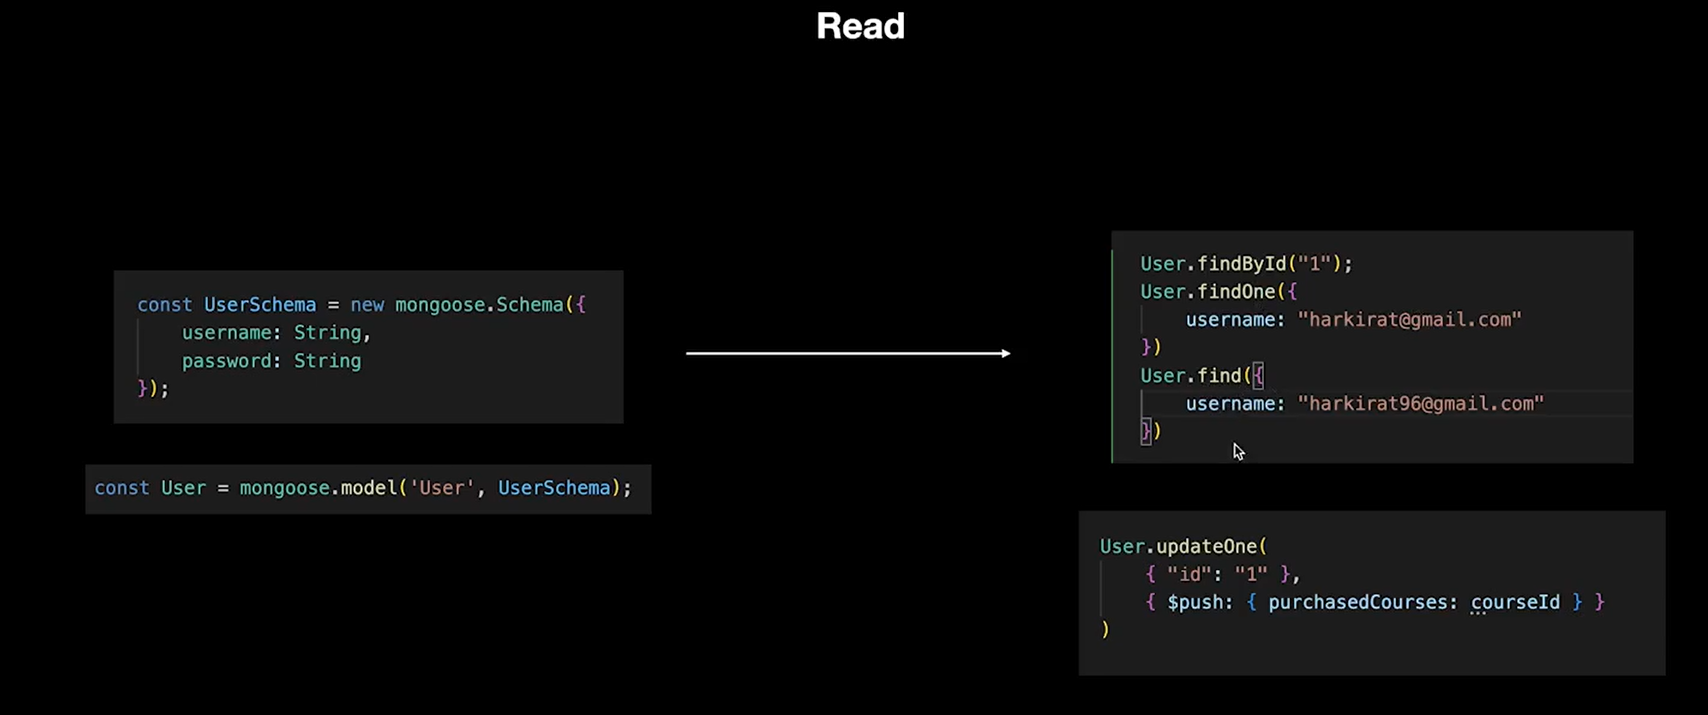 Read
const UserSchema = new mongoose.Schema({
    username: String,
    password: String
});
const User = mongoose.model('User', UserSchema);
User.findById("1");
User.findOne({
    username: "harkirat@gmail.com"
})
User.find({
    username: "harkirat96@gmail.com"
})
User.updateOne(
    { "id": "1" },
    { $push: { purchasedCourses: courseId } }
)